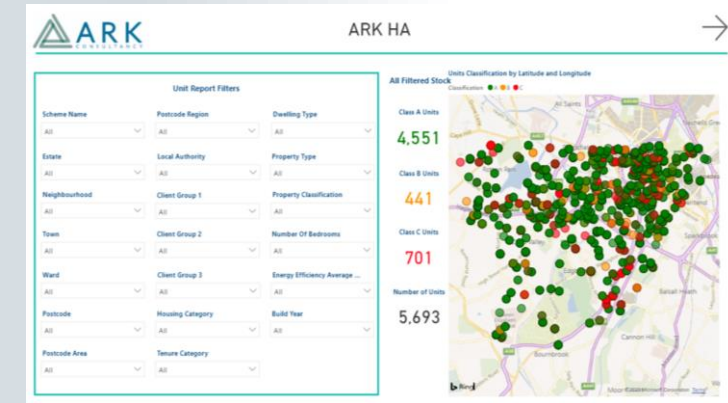 ARK
CONSULTANCY
ARK HA
Unit Report Filters
Scheme Name
All
Postcode Region
All
Dwelling Type
All
Estate
All
Local Authority
All
Property Type
All
Neighbourhood
All
Client Group 1
All
Property Classification
All
Town
All
Client Group 2
All
Number Of Bedrooms
All
Ward
All
Client Group 3
All
Energy Efficiency Average ...
All
Postcode
All
Housing Category
All
Build Year
All
Postcode Area
All
Tenure Category
All
All Filtered Stock
Class A Units
4,551
Class B Units
441
Class C Units
701
Number of Units
5,693
Units Classification by Latitude and Longitude
Classification A B C
All Saints
Balsall Heath
Cannon Hill
Bournbrook
Moor
Bing